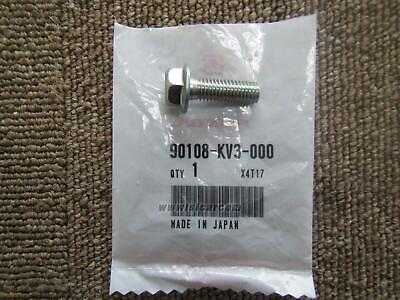 90108-KV3-000
QTY 1 X4T17
MADE IN JAPAN